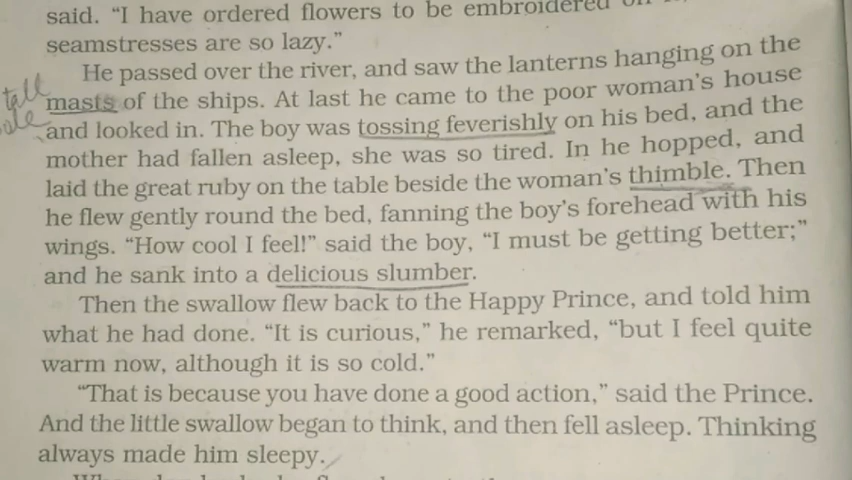 said. “I have ordered flowers to be embroidered
seamstresses are so lazy.”
He passed over the river, and saw the lanterns hanging on the
tall
masts of the ships. At last he came to the poor woman’s house
and looked in. The boy was tossing feverishly on his bed, and the
mother had fallen asleep, she was so tired. In he hopped, and
laid the great ruby on the table beside the woman’s thimble. Then
he flew gently round the bed, fanning the boy’s forehead with his
wings. “How cool I feel!” said the boy, “I must be getting better;”
and he sank into a delicious slumber.
Then the swallow flew back to the Happy Prince, and told him
what he had done. “It is curious,” he remarked, “but I feel quite
warm now, although it is so cold.”
“That is because you have done a good action,” said the Prince.
And the little swallow began to think, and then fell asleep. Thinking
always made him sleepy.